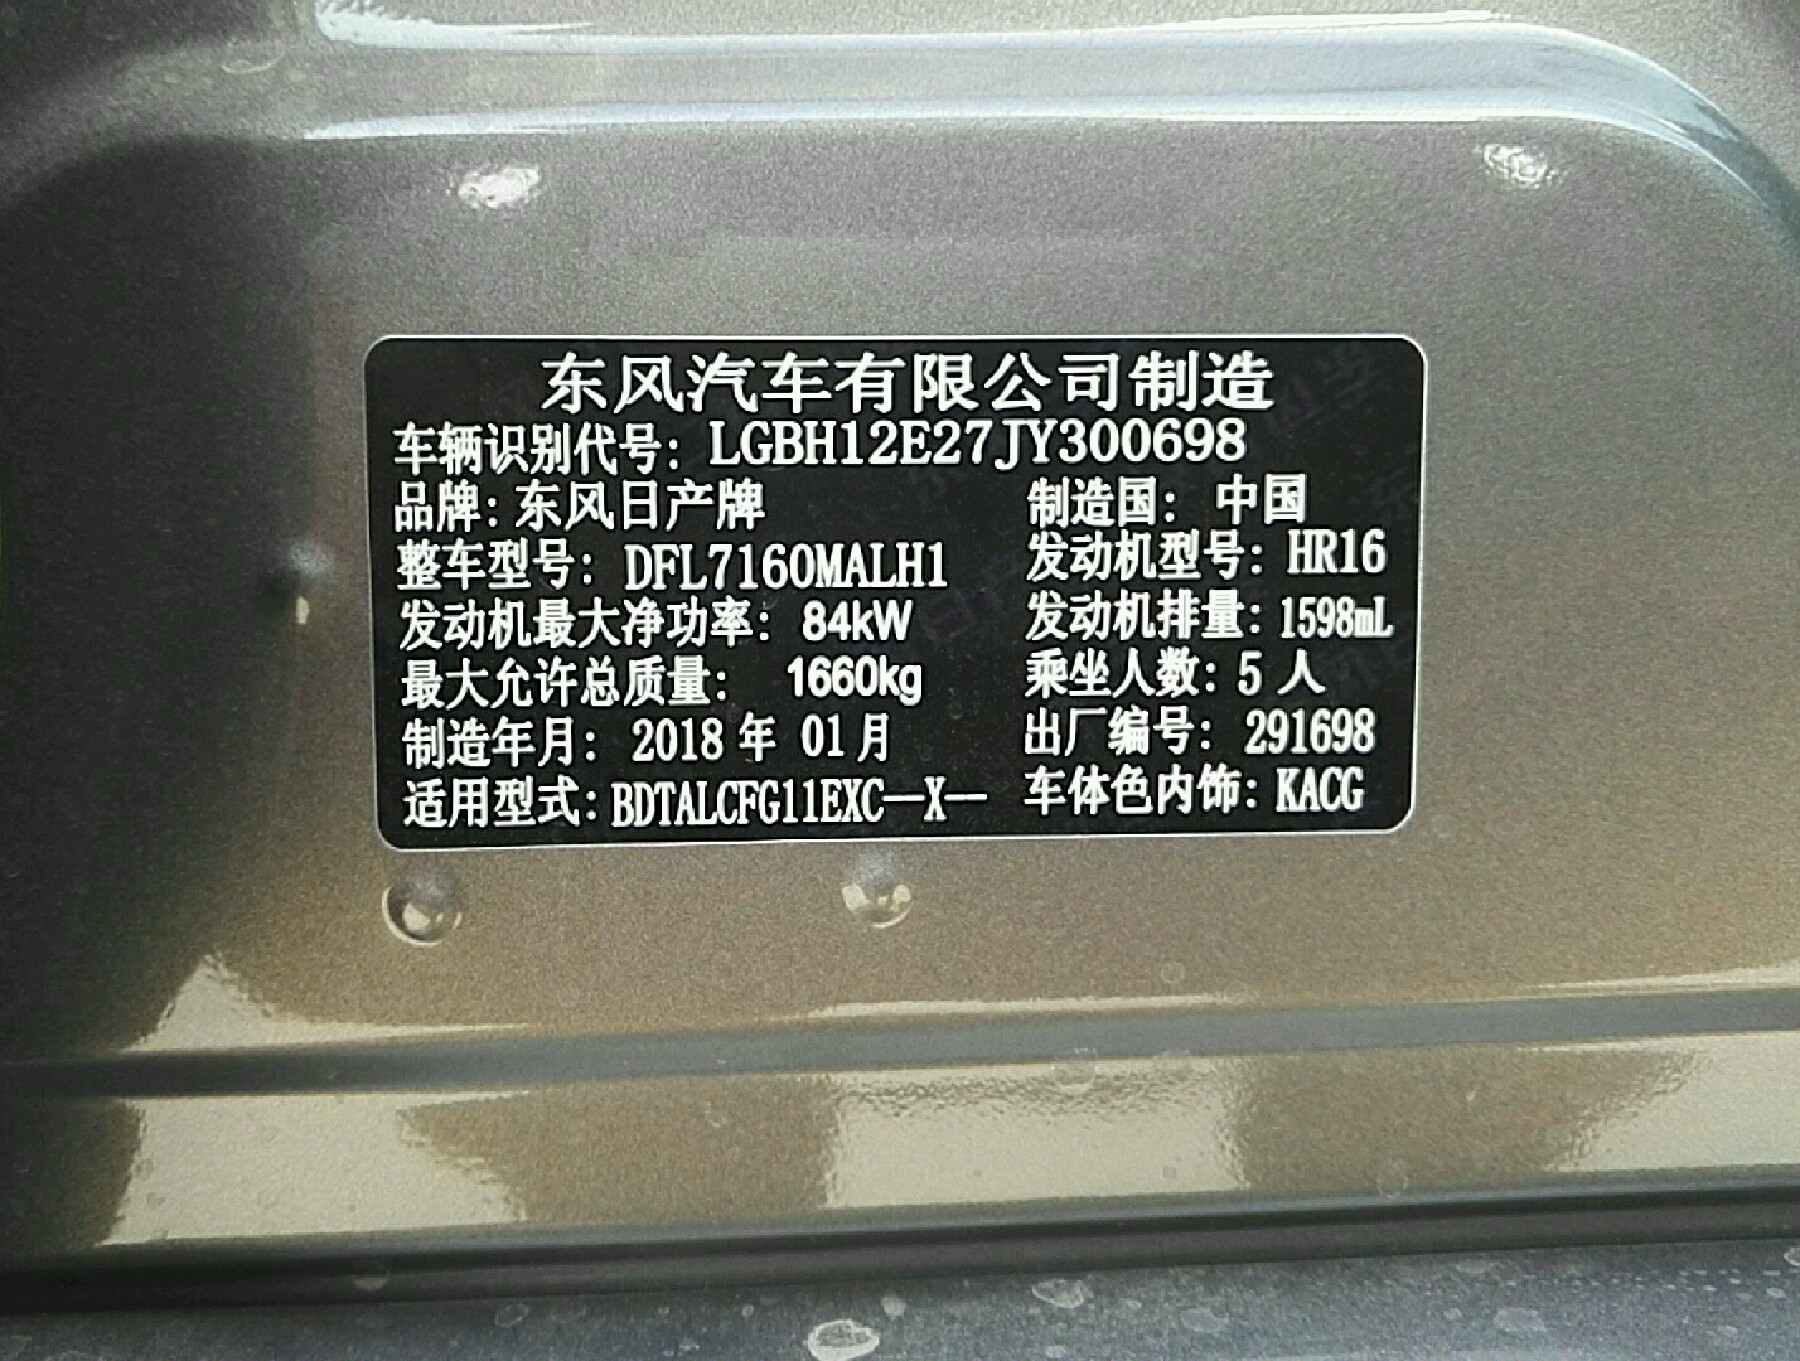 东风汽车有限公司制造
车辆识别代号：LGBH12E27JY300698
品牌：东风日产牌 制造国：中国
整车型号：DFL7160MALH1 发动机型号：HR16
发动机最大净功率：84kW 发动机排量：1598mL
最大允许总质量：1660kg 乘坐人数：5 人
制造年月：2018 年 01 月 出厂编号：291698
适用型式：BDTALCFG11EXC—X— 车体色内饰：KACG